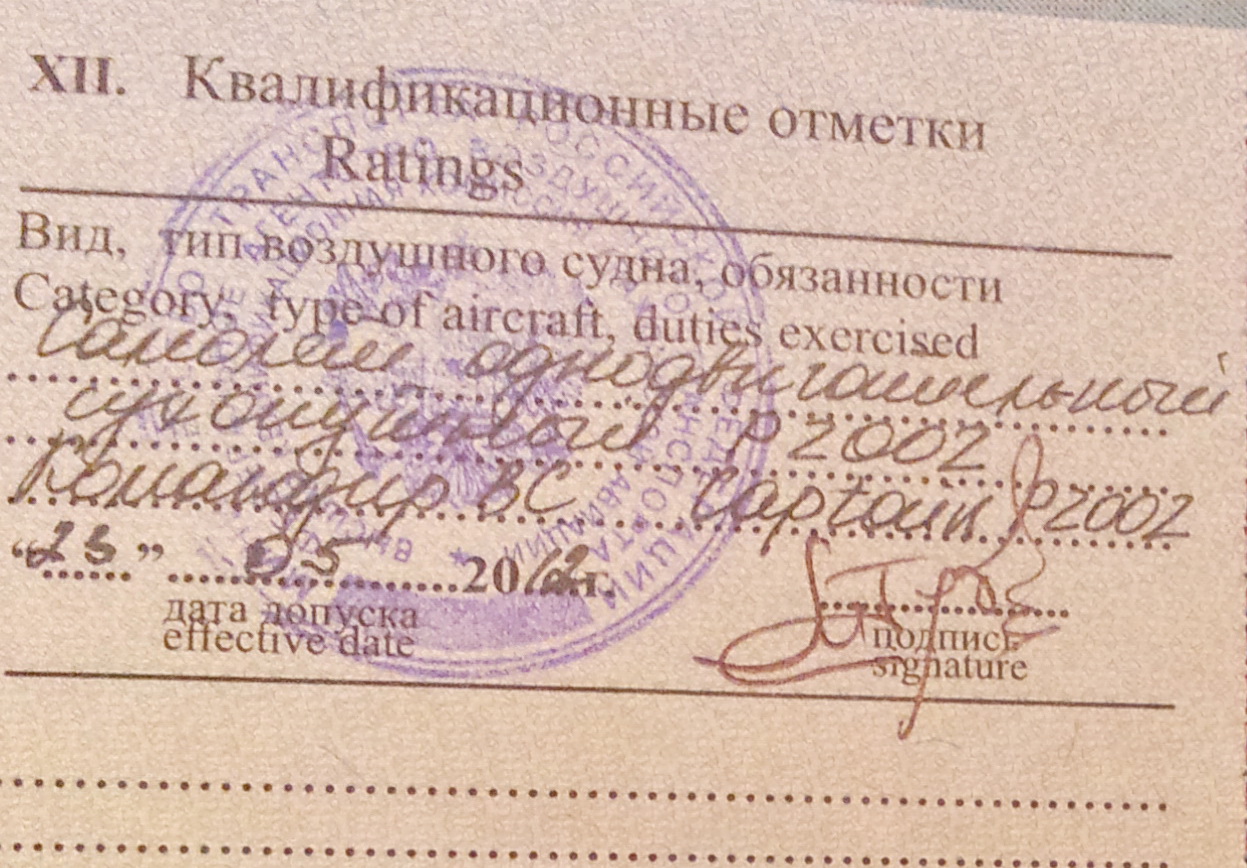 XII. Квалификационные отметки
Ratings
Вид, тип воздушного судна, обязанности
Category, type of aircraft, duties exercised
Самолет однодвигательный
сухопутный P2002
Командир ВС Captain P2002
"23" 05 2012г.
дата допуска
effective date
подпись
signature